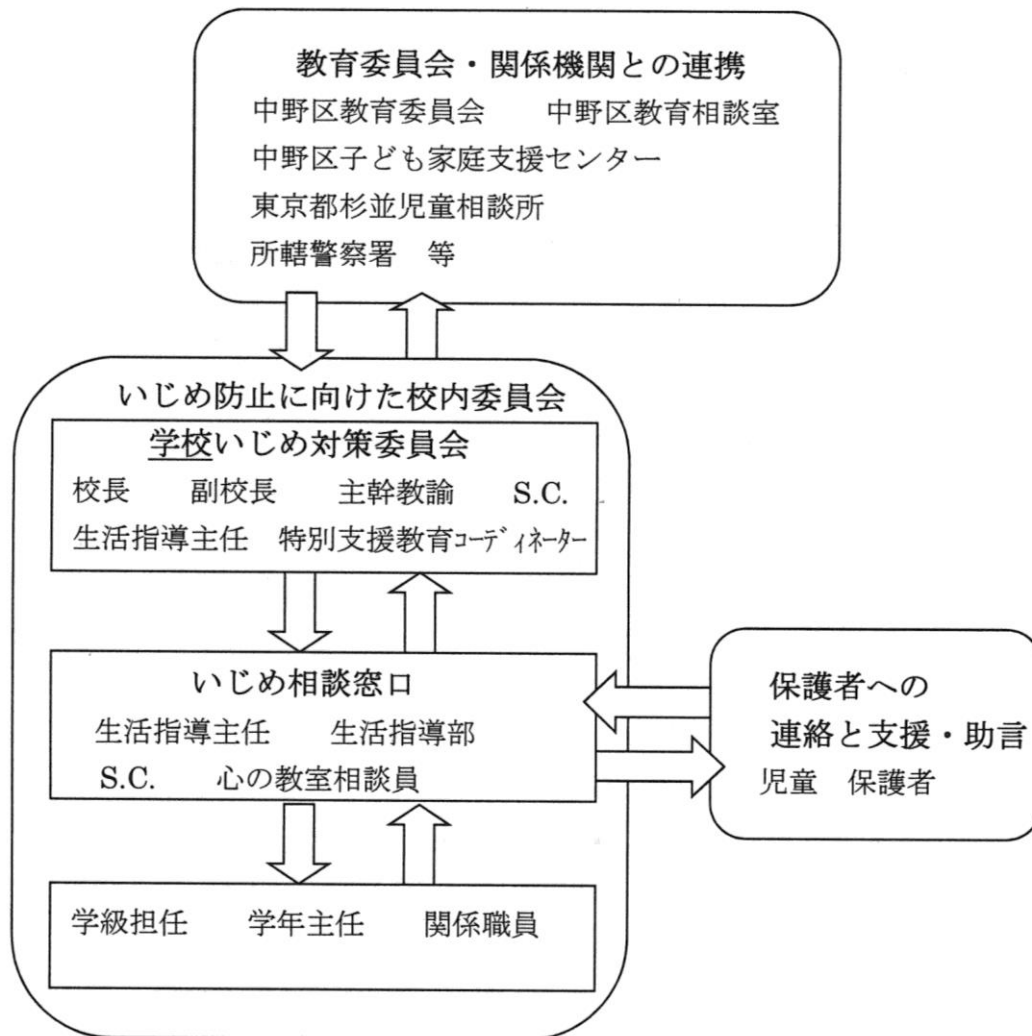 教育委員会・関係機関との連携
中野区教育委員会　　中野区教育相談室
中野区子ども家庭支援センター
東京都杉並児童相談所
所轄警察署　等
いじめ防止に向けた校内委員会
学校いじめ対策委員会
校長　　副校長　　主幹教諭　　S.C.
生活指導主任　特別支援教育ｺｰﾃﾞｨﾈｰﾀｰ
いじめ相談窓口
生活指導主任　　生活指導部
S.C.　　心の教室相談員
保護者への
連絡と支援・助言
児童　保護者
学級担任　　学年主任　　関係職員